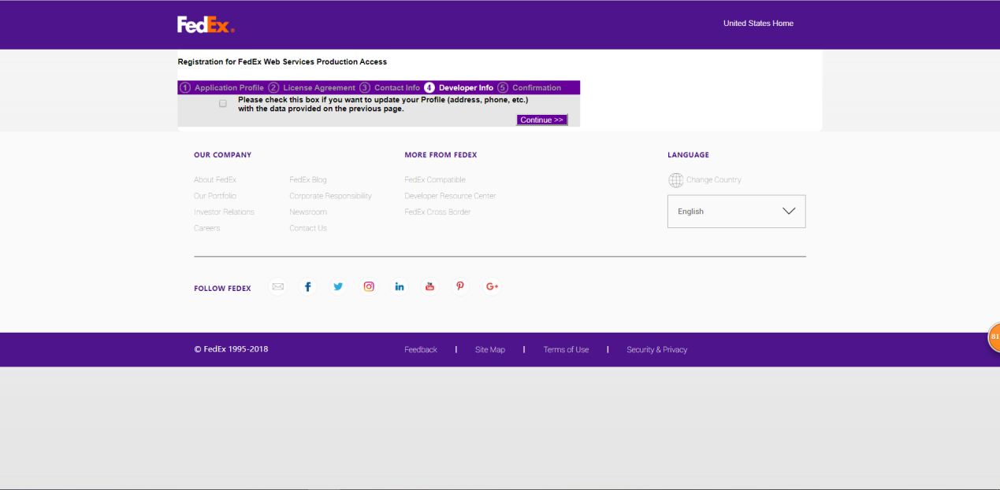 FedEx®
United States Home
Registration for FedEx Web Services Production Access
1 Application Profile 2 License Agreement 3 Contact Info 4 Developer Info 5 Confirmation
Please check this box if you want to update your Profile (address, phone, etc.)
with the data provided on the previous page.
Continue >>
OUR COMPANY
About FedEx
Our Portfolio
Investor Relations
Careers
FedEx Blog
Corporate Responsibility
Newsroom
Contact Us
MORE FROM FEDEX
FedEx Compatible
Developer Resource Center
FedEx Cross Border
LANGUAGE
Change Country
English
FOLLOW FEDEX
© FedEx 1995-2018
Feedback | Site Map | Terms of Use | Security & Privacy
81